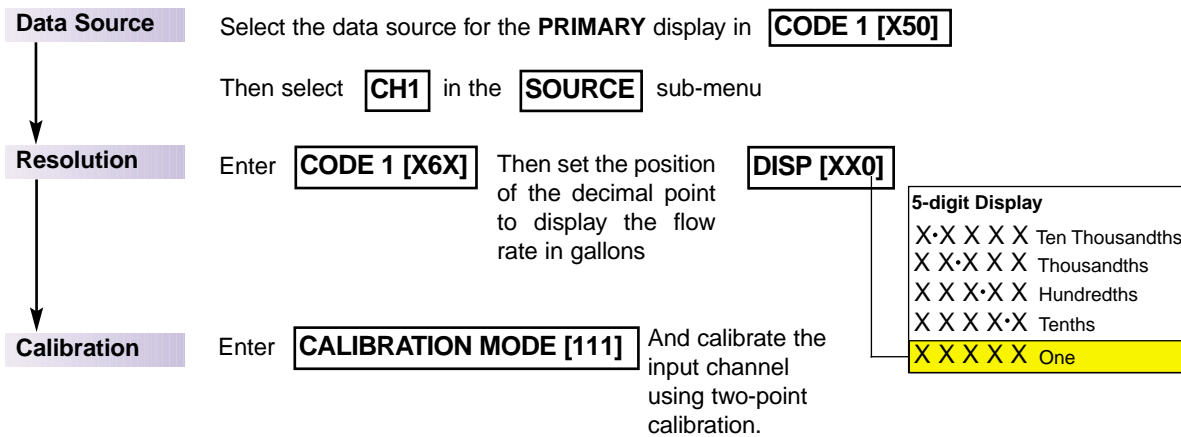 Data Source
Select the data source for the PRIMARY display in CODE 1 [X50]
Then select CH1 in the SOURCE sub-menu
Resolution
Enter CODE 1 [X6X]
Then set the position
of the decimal point
to display the flow
rate in gallons
DISP [XX0]
5-digit Display
X•X X X X Ten Thousandths
X X•X X X Thousandths
X X X•X X Hundredths
X X X X•X Tenths
X X X X X One
Calibration
Enter CALIBRATION MODE [111]
And calibrate the
input channel
using two-point
calibration.